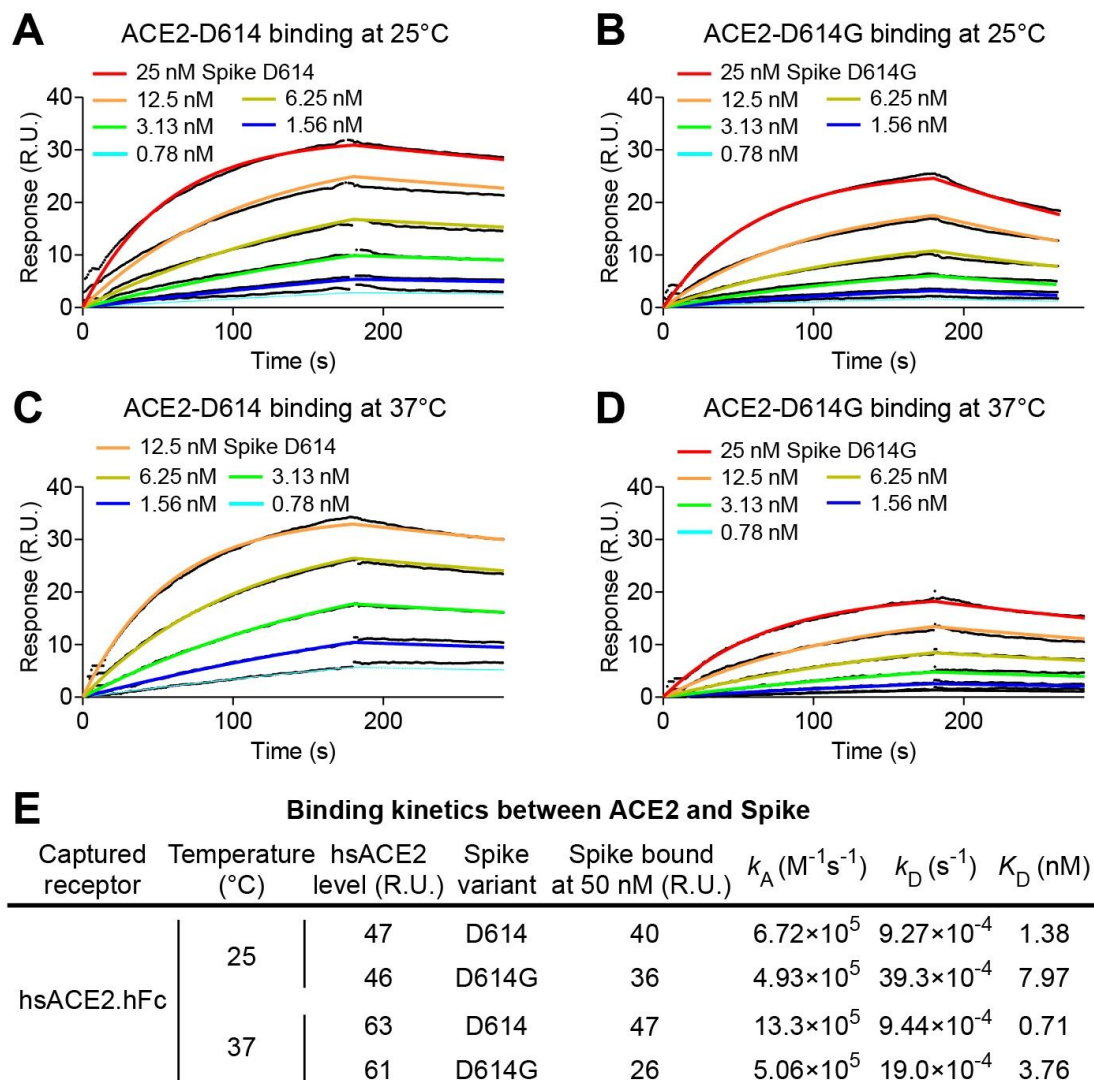 A
ACE2-D614 binding at 25°C
25 nM Spike D614
12.5 nM 6.25 nM
3.13 nM 1.56 nM
0.78 nM
40
30
20
10
0
Response (R.U.)
0 100 200
Time (s)
B
ACE2-D614G binding at 25°C
25 nM Spike D614G
12.5 nM 6.25 nM
3.13 nM 1.56 nM
0.78 nM
40
30
20
10
0
Response (R.U.)
0 100 200
Time (s)
C
ACE2-D614 binding at 37°C
12.5 nM Spike D614
6.25 nM 3.13 nM
1.56 nM 0.78 nM
40
30
20
10
0
Response (R.U.)
0 100 200
Time (s)
D
ACE2-D614G binding at 37°C
25 nM Spike D614G
12.5 nM 6.25 nM
3.13 nM 1.56 nM
0.78 nM
40
30
20
10
0
Response (R.U.)
0 100 200
Time (s)
E
Binding kinetics between ACE2 and Spike
Captured receptor Temperature (°C) hsACE2 level (R.U.) Spike variant Spike bound at 50 nM (R.U.) kA (M⁻¹s⁻¹) kD (s⁻¹) KD (nM)
hsACE2.hFc
25
47 D614 40 6.72×10⁵ 9.27×10⁻⁴ 1.38
46 D614G 36 4.93×10⁵ 39.3×10⁻⁴ 7.97
37
63 D614 47 13.3×10⁵ 9.44×10⁻⁴ 0.71
61 D614G 26 5.06×10⁵ 19.0×10⁻⁴ 3.76